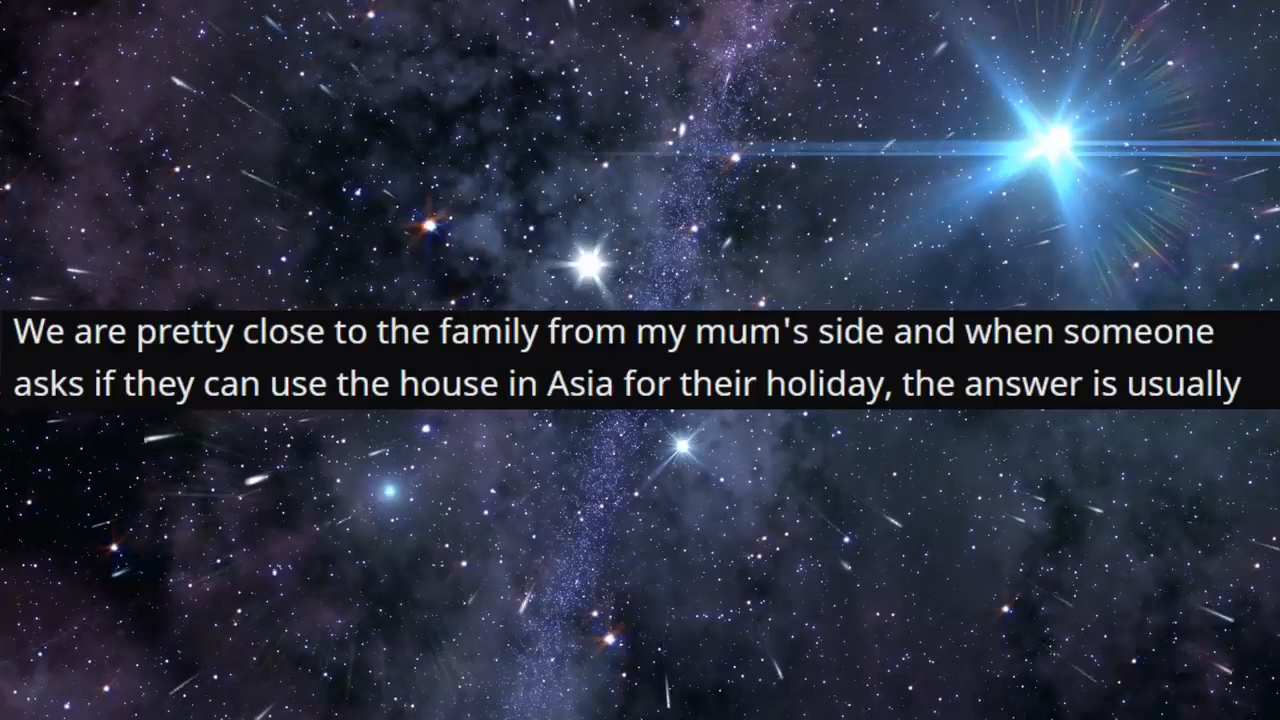 We are pretty close to the family from my mum's side and when someone
asks if they can use the house in Asia for their holiday, the answer is usually